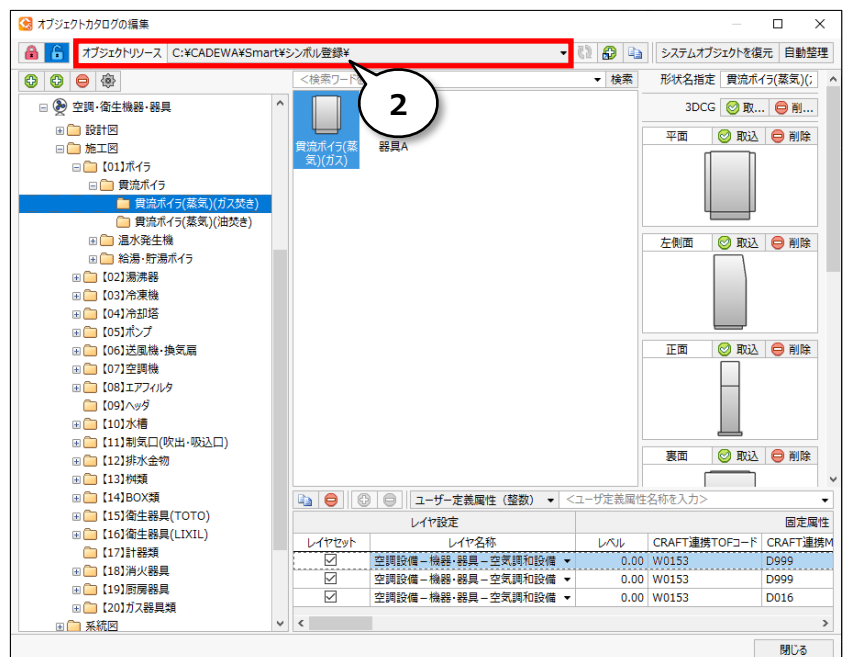 オブジェクトカタログの編集
オブジェクトリソース C:¥CADEWA¥Smart¥シンボル登録¥ システムオブジェクトを復元 自動整理
<検索ワードを 検索 形状名指定 貫流ボイラ(蒸気)(;
2
3DCG 取... 削...
空調・衛生機器・器具
設計図
施工図
【01】ボイラ
貫流ボイラ
貫流ボイラ(蒸気)(ガス焚き)
貫流ボイラ(蒸気)(油焚き)
温水発生機
給湯・貯湯ボイラ
【02】湯沸器
【03】冷凍機
【04】冷却塔
【05】ポンプ
【06】送風機・換気扇
【07】空調機
【08】エアフィルタ
【09】ヘッダ
【10】水槽
【11】制気口(吹出・吸込口)
【12】排水金物
【13】桝類
【14】BOX類
【15】衛生器具(TOTO)
【16】衛生器具(LIXIL)
【17】計器類
【18】消火器具
【19】厨房器具
【20】ガス器具類
系統図
貫流ボイラ(蒸
気)(ガス)
器具A
平面 取込 削除
左側面 取込 削除
正面 取込 削除
裏面 取込 削除
ユーザー定義属性（整数） <ユーザ定義属性名称を入力>
レイヤ設定 固定属性
レイヤセット レイヤ名称 レベル CRAFT連携TOFコード CRAFT連携M
空調設備－機器・器具－空気調和設備 0.00 W0153 D999
空調設備－機器・器具－空気調和設備 0.00 W0153 D999
空調設備－機器・器具－空気調和設備 0.00 W0153 D016
閉じる